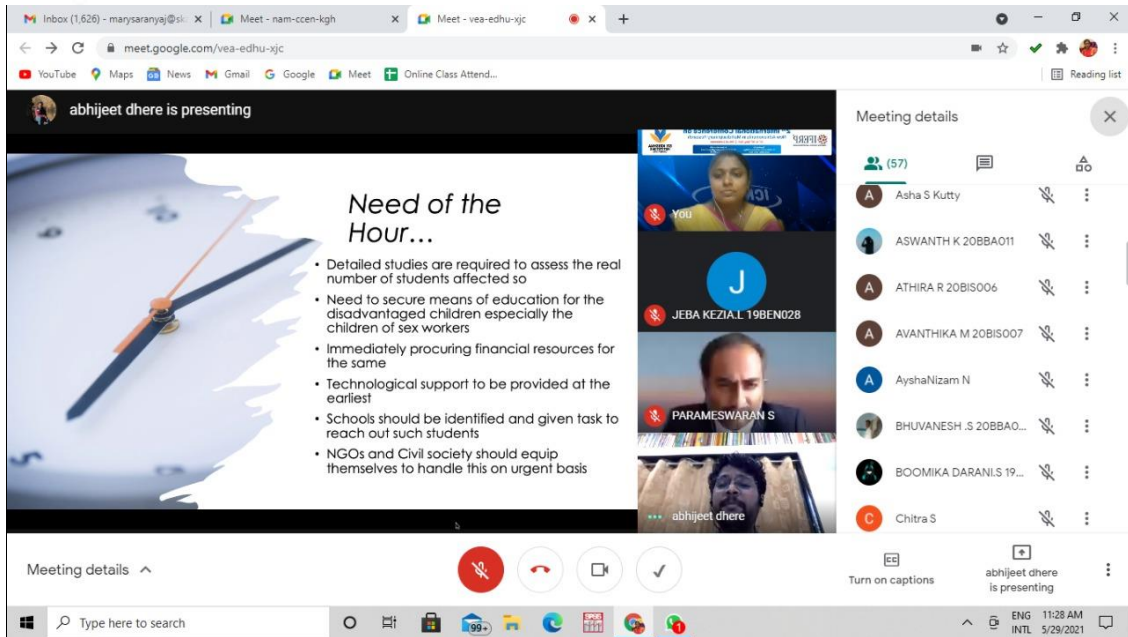 Inbox (1,626) - marysaranyaj@sk
Meet - nam-ccen-kgh
Meet - vea-edhu-xjc
meet.google.com/vea-edhu-xjc
YouTube Maps News Gmail Google Meet Online Class Attend...
Reading list
abhijeet dhere is presenting
Need of the
Hour...
• Detailed studies are required to assess the real
number of students affected so
• Need to secure means of education for the
disadvantaged children especially the
children of sex workers
• Immediately procuring financial resources for
the same
• Technological support to be provided at the
earliest
• Schools should be identified and given task to
reach out such students
• NGOs and Civil society should equip
themselves to handle this on urgent basis
You
J
JEBA KEZIA.L 19BEN028
PARAMESWARAN S
abhijeet dhere
Meeting details
(57)
A Asha S Kutty
ASWANTH K 20BBA011
A ATHIRA R 20BIS006
A AVANTHIKA M 20BIS007
A AyshaNizam N
BHUVANESH .S 20BBA0...
BOOMIKA DARANI.S 19...
C Chitra S
Meeting details
CC
Turn on captions
abhijeet dhere
is presenting
Type here to search
99+
ENG
INTL
11:28 AM
5/29/2021